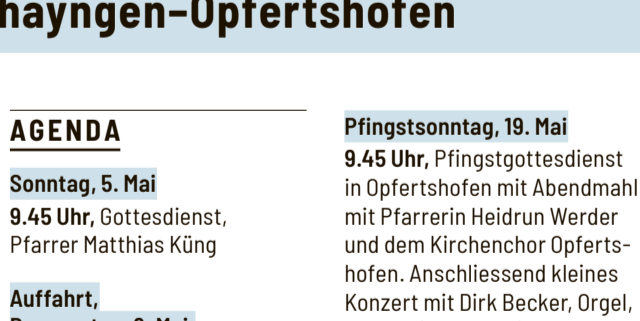 hayngen–Opfertshofen
AGENDA
Sonntag, 5. Mai
9.45 Uhr, Gottesdienst,
Pfarrer Matthias Küng
Auffahrt,
Pfingstsonntag, 19. Mai
9.45 Uhr, Pfingstgottesdienst
in Opfertshofen mit Abendmahl
mit Pfarrerin Heidrun Werder
und dem Kirchenchor Opferts-
hofen. Anschliessend kleines
Konzert mit Dirk Becker, Orgel,